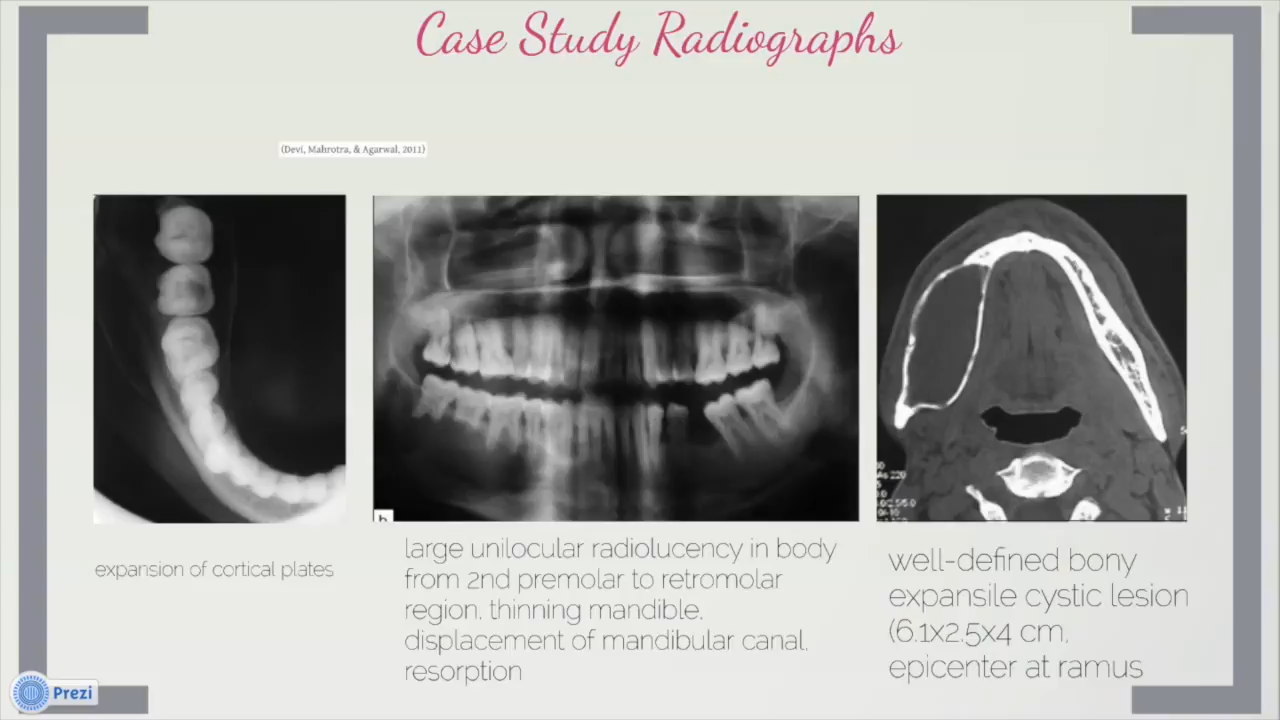 Case Study Radiographs
(Devi, Mahrotra, & Agarwal, 2011)
expansion of cortical plates
large unilocular radiolucency in body
from 2nd premolar to retromolar
region, thinning mandible,
displacement of mandibular canal,
resorption
well-defined bony
expansile cystic lesion
(6.1x2.5x4 cm,
epicenter at ramus
Prezi